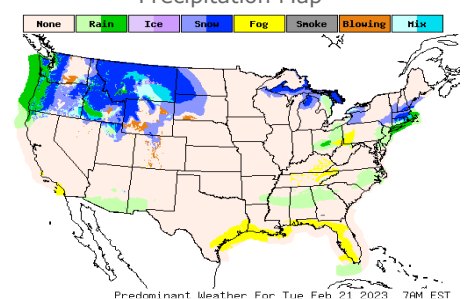 Precipitation Map
None Rain Ice Snow Fog Smoke Blowing Mix
Predominant Weather For Tue Feb 21 2023 7AM EST